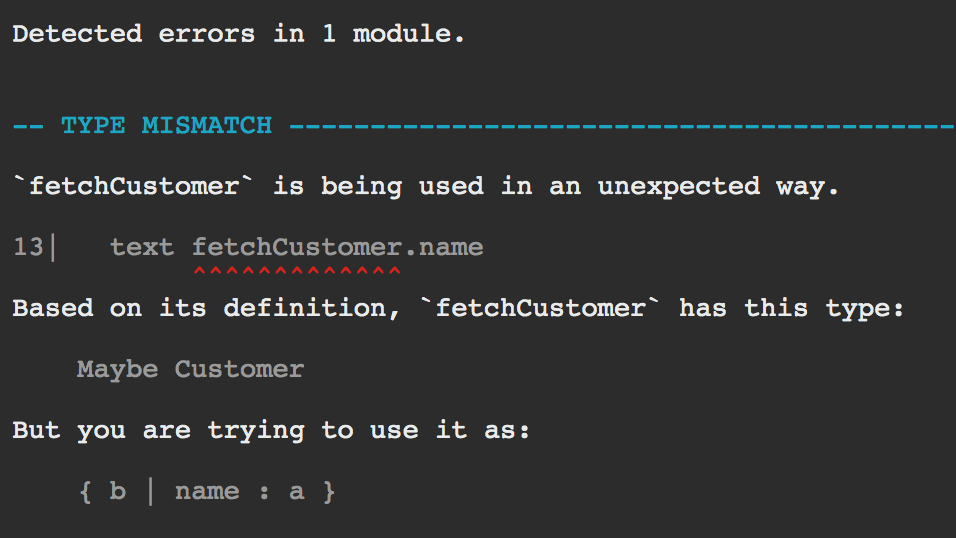 Detected errors in 1 module.
-- TYPE MISMATCH -----------------------------------------
`fetchCustomer` is being used in an unexpected way.
13|   text fetchCustomer.name
^^^^^^^^^^^^^
Based on its definition, `fetchCustomer` has this type:
Maybe Customer
But you are trying to use it as:
{ b | name : a }